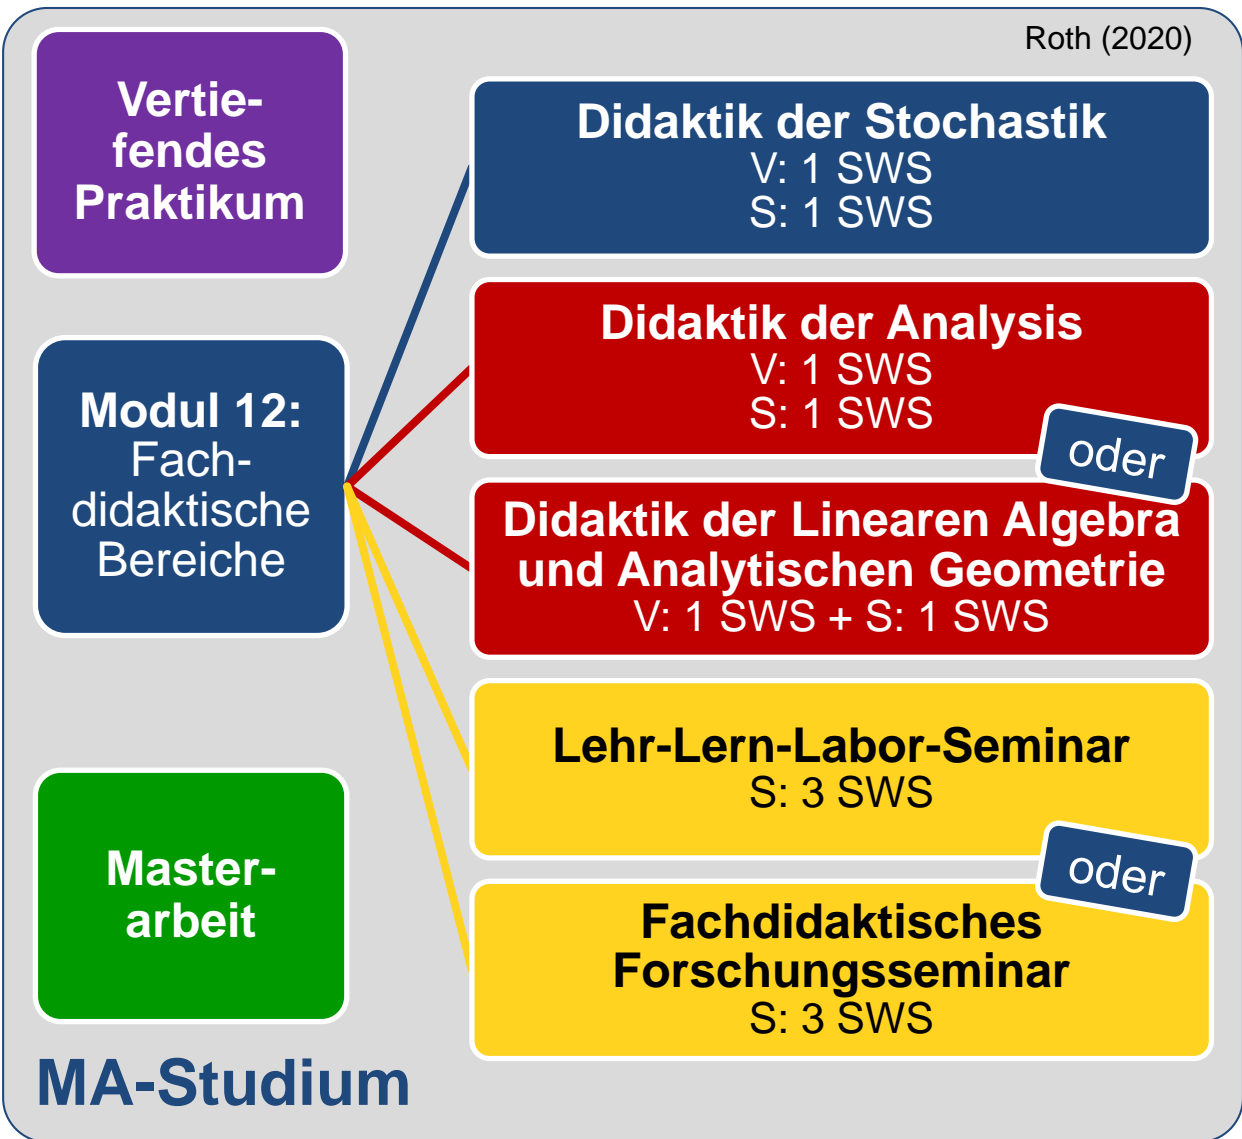 Roth (2020)
Vertie-
fendes
Praktikum
Modul 12:
Fach-
didaktische
Bereiche
Master-
arbeit
Didaktik der Stochastik
V: 1 SWS
S: 1 SWS
Didaktik der Analysis
V: 1 SWS
S: 1 SWS
oder
Didaktik der Linearen Algebra
und Analytischen Geometrie
V: 1 SWS + S: 1 SWS
Lehr-Lern-Labor-Seminar
S: 3 SWS
oder
Fachdidaktisches
Forschungsseminar
S: 3 SWS
MA-Studium